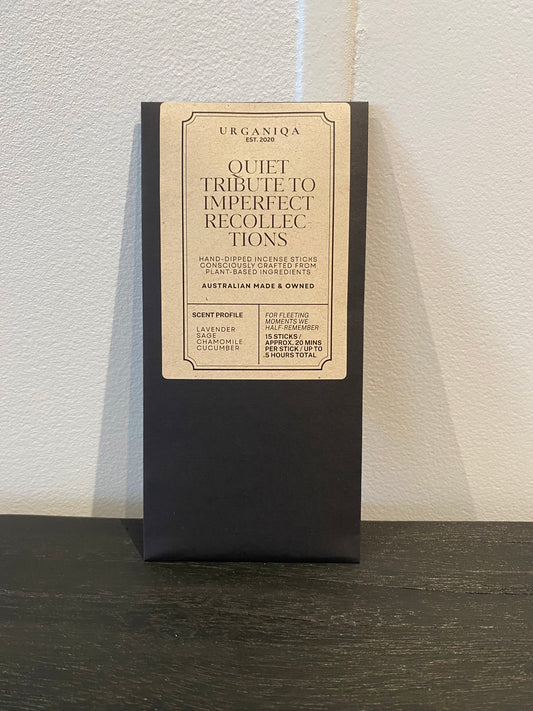 URGANIQA
EST. 2020
QUIET
TRIBUTE TO
IMPERFECT
RECOLLEC-
TIONS
HAND-DIPPED INCENSE STICKS
CONSCIOUSLY CRAFTED FROM
PLANT-BASED INGREDIENTS
AUSTRALIAN MADE & OWNED
SCENT PROFILE
LAVENDER
SAGE
CHAMOMILE
CUCUMBER
FOR FLEETING
MOMENTS WE
HALF-REMEMBER
15 STICKS /
APPROX. 20 MINS
PER STICK / UP TO
5 HOURS TOTAL